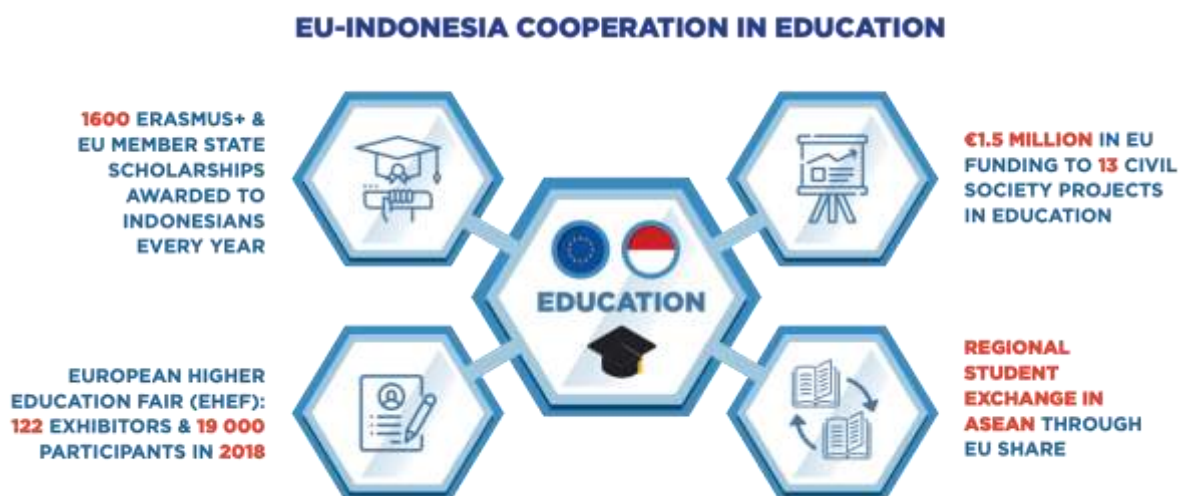 EU-INDONESIA COOPERATION IN EDUCATION
1600 ERASMUS+ &
EU MEMBER STATE
SCHOLARSHIPS
AWARDED TO
INDONESIANS
EVERY YEAR
€1.5 MILLION IN EU
FUNDING TO 13 CIVIL
SOCIETY PROJECTS
IN EDUCATION
EDUCATION
EUROPEAN HIGHER
EDUCATION FAIR (EHEF):
122 EXHIBITORS & 19 000
PARTICIPANTS IN 2018
REGIONAL
STUDENT
EXCHANGE IN
ASEAN THROUGH
EU SHARE